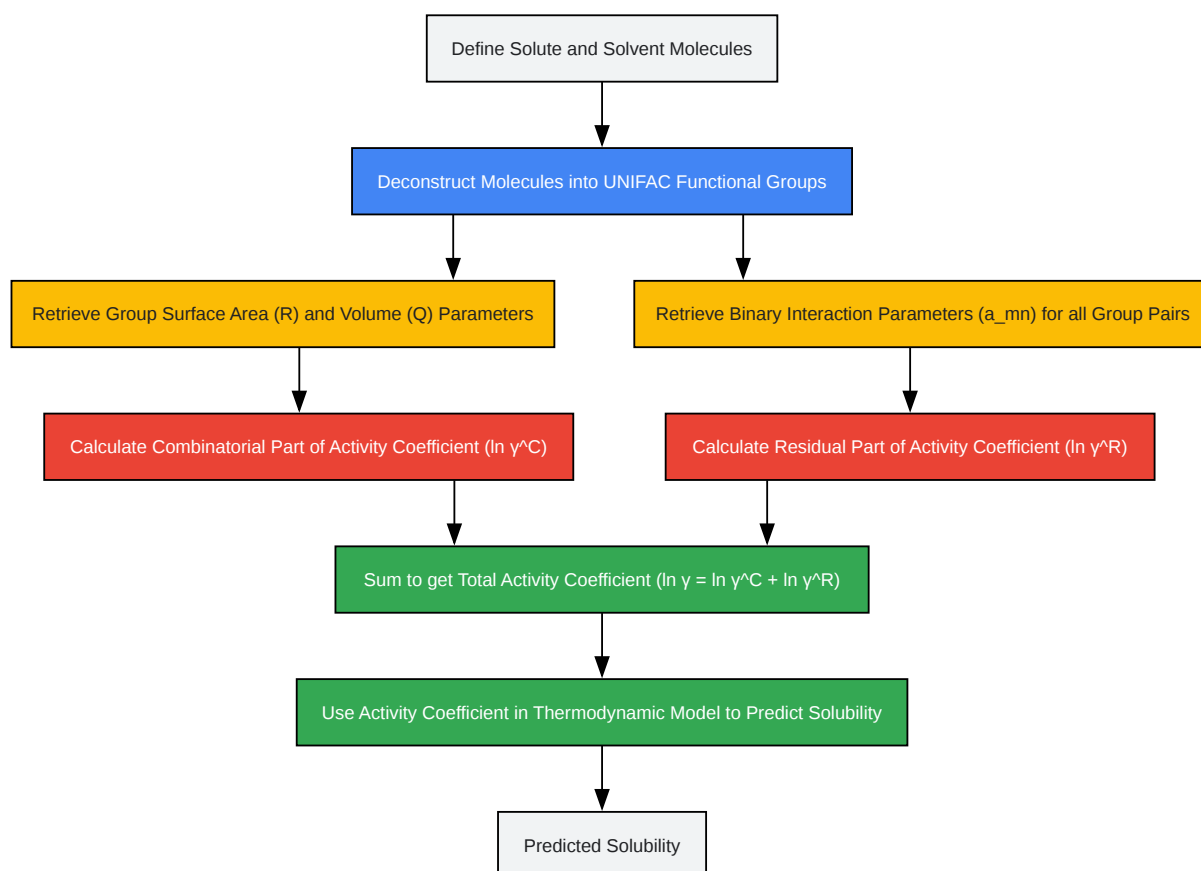 Define Solute and Solvent Molecules
Deconstruct Molecules into UNIFAC Functional Groups
Retrieve Group Surface Area (R) and Volume (Q) Parameters
Retrieve Binary Interaction Parameters (a_mn) for all Group Pairs
Calculate Combinatorial Part of Activity Coefficient (ln γ^C)
Calculate Residual Part of Activity Coefficient (ln γ^R)
Sum to get Total Activity Coefficient (ln γ = ln γ^C + ln γ^R)
Use Activity Coefficient in Thermodynamic Model to Predict Solubility
Predicted Solubility